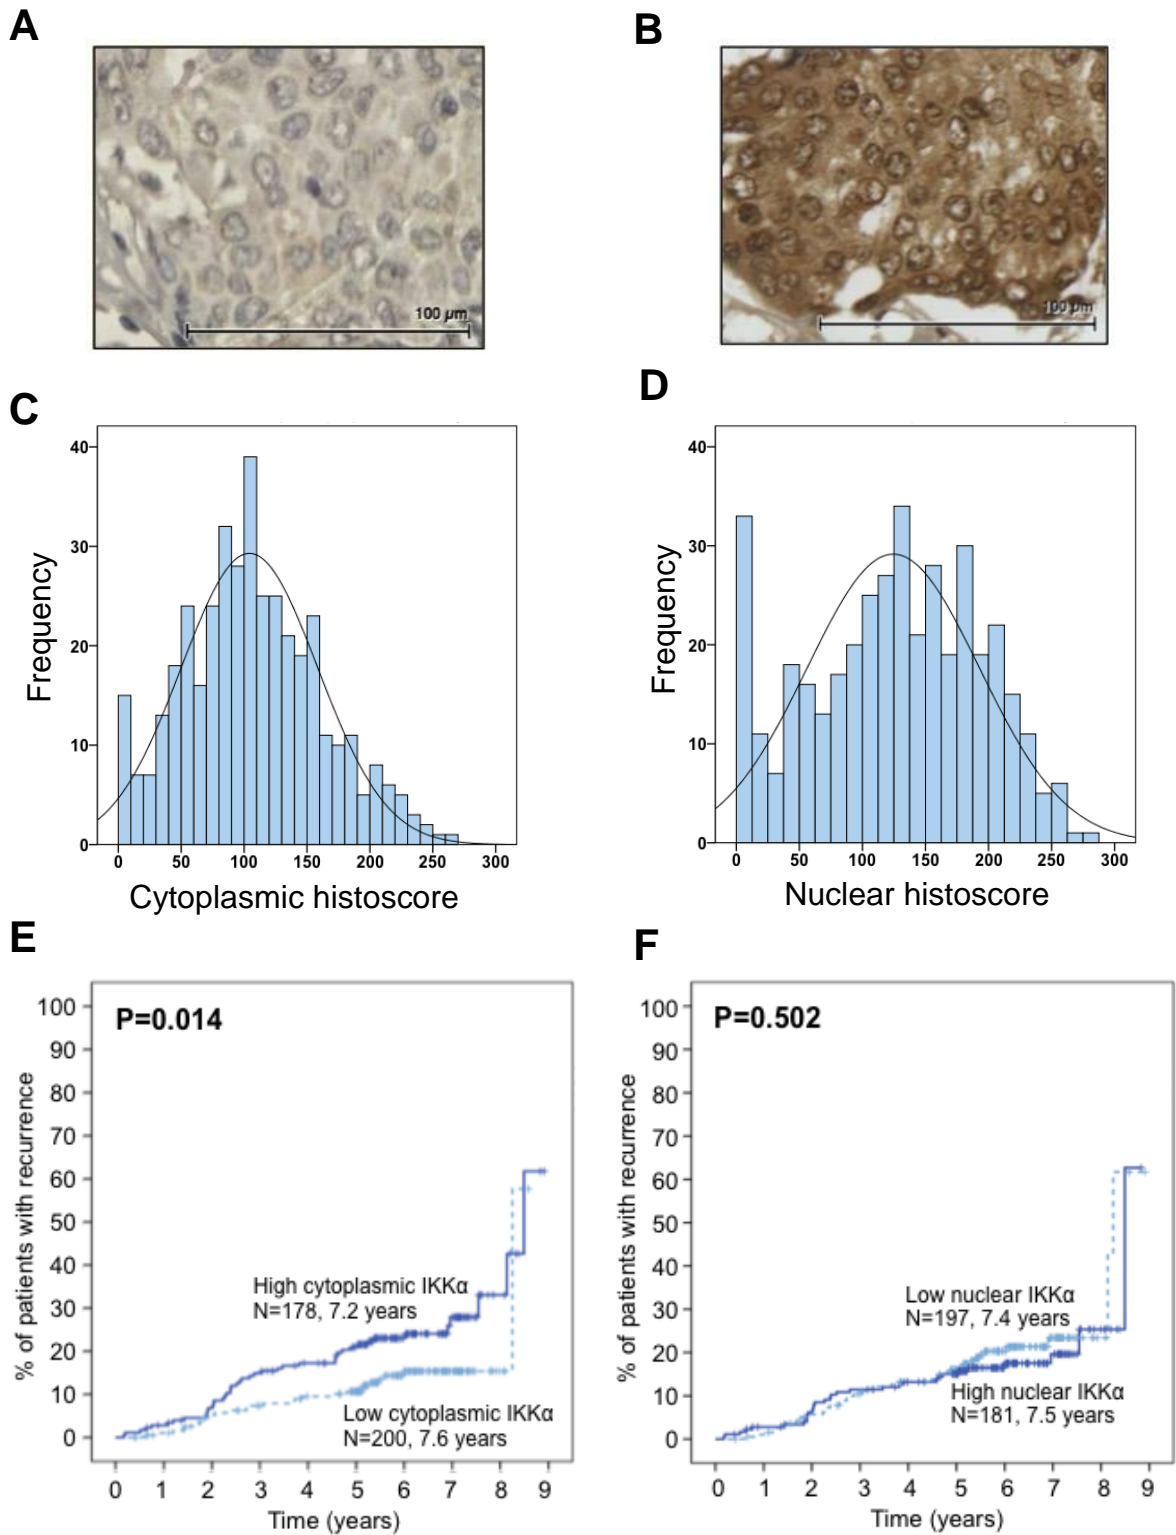 A
B
100 µm
100 µm
C
D
40
30
20
10
0
Frequency
0 50 100 150 200 250 300
Cytoplasmic histoscore
40
30
20
10
0
Frequency
0 50 100 150 200 250 300
Nuclear histoscore
E
F
P=0.014
100
90
80
70
60
50
40
30
20
10
0
% of patients with recurrence
High cytoplasmic IKKα
N=178, 7.2 years
Low cytoplasmic IKKα
N=200, 7.6 years
0 1 2 3 4 5 6 7 8 9
Time (years)
P=0.502
100
90
80
70
60
50
40
30
20
10
0
% of patients with recurrence
Low nuclear IKKα
N=197, 7.4 years
High nuclear IKKα
N=181, 7.5 years
0 1 2 3 4 5 6 7 8 9
Time (years)